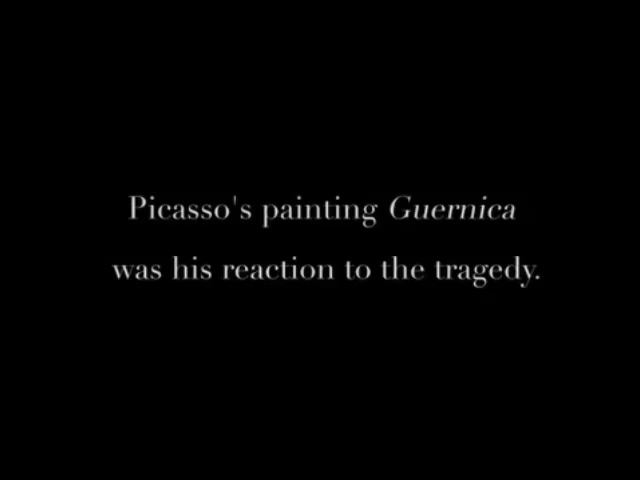 Picasso's painting Guernica
was his reaction to the tragedy.